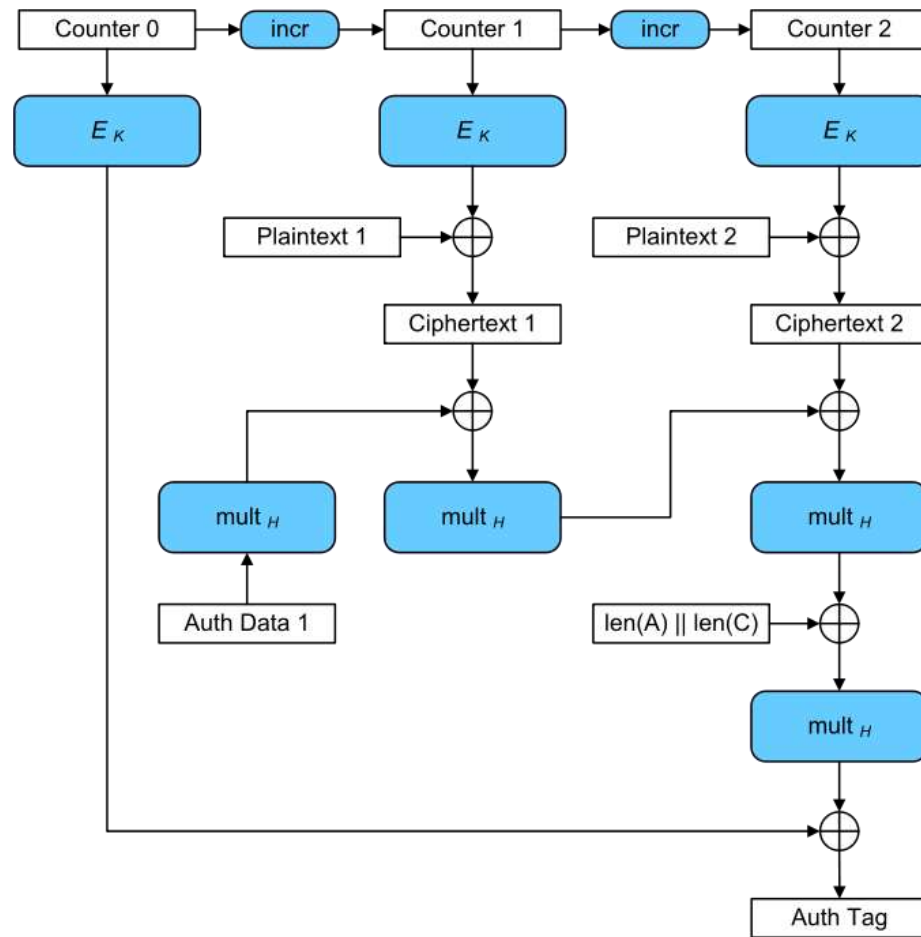 Counter 0
incr
Counter 1
incr
Counter 2
E K
E K
E K
Plaintext 1
Plaintext 2
Ciphertext 1
Ciphertext 2
mult H
mult H
mult H
Auth Data 1
len(A) || len(C)
mult H
Auth Tag